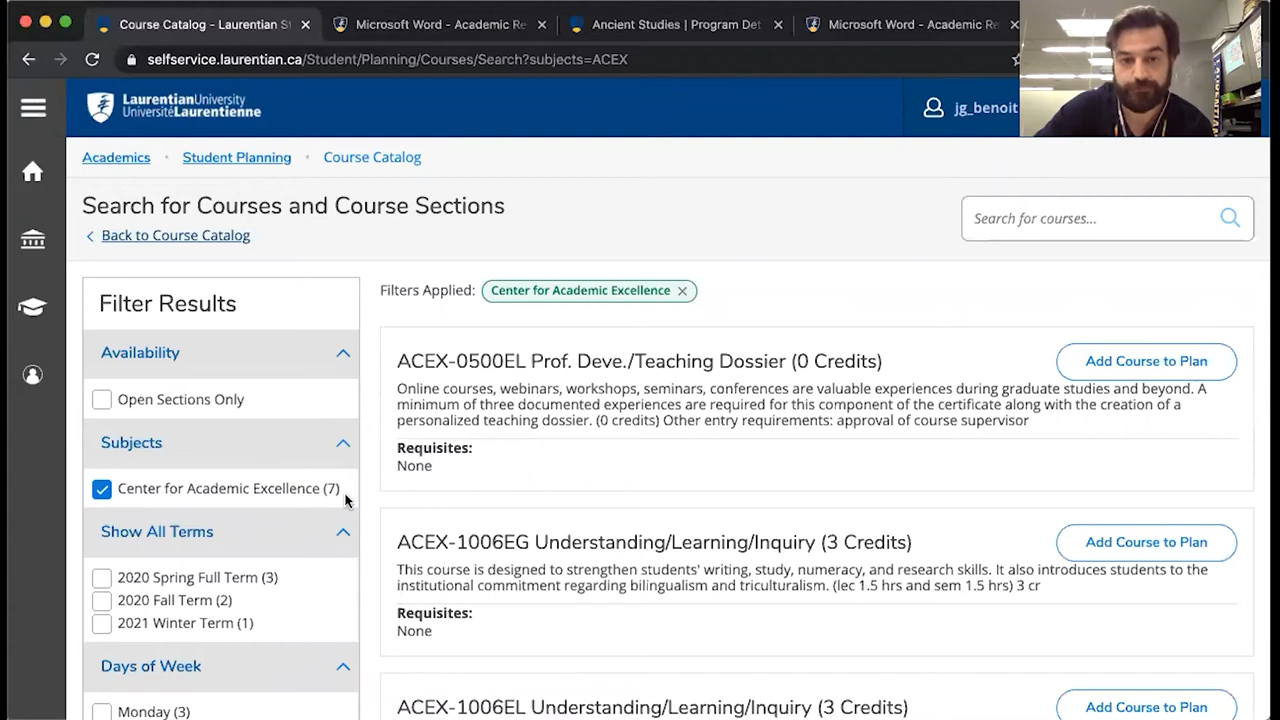 Course Catalog - Laurentian S
Microsoft Word - Academic Re
Ancient Studies | Program Det
Microsoft Word - Academic Re
selfservice.laurentian.ca/Student/Planning/Courses/Search?subjects=ACEX
LaurentianUniversity
UniversitéLaurentienne
jg_benoit
Academics
Student Planning
Course Catalog
Search for Courses and Course Sections
Back to Course Catalog
Search for courses...
Filter Results
Availability
Open Sections Only
Subjects
Center for Academic Excellence (7)
Show All Terms
2020 Spring Full Term (3)
2020 Fall Term (2)
2021 Winter Term (1)
Days of Week
Monday (3)
Filters Applied: Center for Academic Excellence
ACEX-0500EL Prof. Deve./Teaching Dossier (0 Credits)
Add Course to Plan
Online courses, webinars, workshops, seminars, conferences are valuable experiences during graduate studies and beyond. A
minimum of three documented experiences are required for this component of the certificate along with the creation of a
personalized teaching dossier. (0 credits) Other entry requirements: approval of course supervisor
Requisites:
None
ACEX-1006EG Understanding/Learning/Inquiry (3 Credits)
Add Course to Plan
This course is designed to strengthen students' writing, study, numeracy, and research skills. It also introduces students to the
institutional commitment regarding bilingualism and triculturalism. (lec 1.5 hrs and sem 1.5 hrs) 3 cr
Requisites:
None
ACEX-1006EL Understanding/Learning/Inquiry (3 Credits)
Add Course to Plan